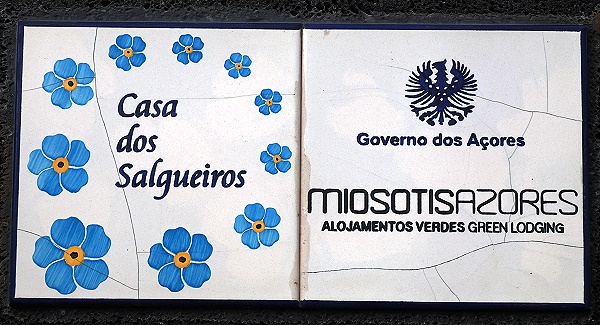 Casa
dos
Salgueiros
Governo dos Açores
MIOSOTISAZORES
ALOJAMENTOS VERDES GREEN LODGING